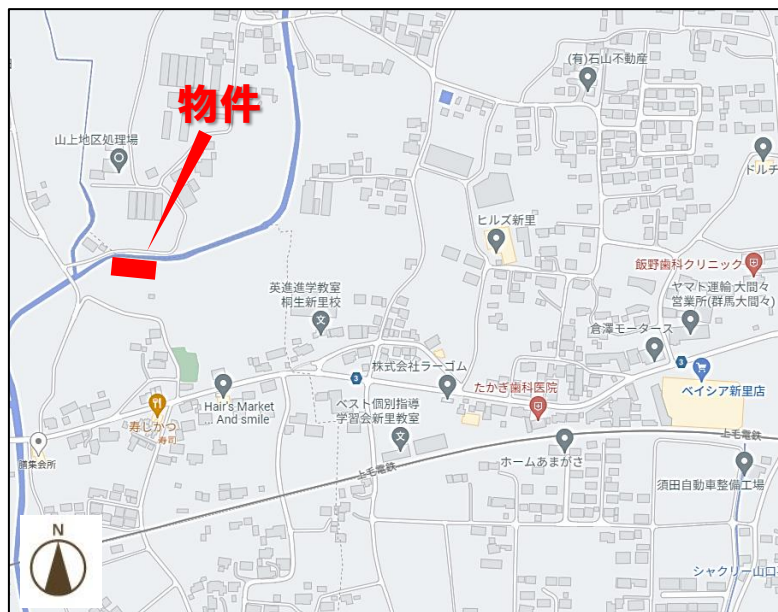 (有)石山不動産
物件
山上地区処理場
ドルチ
ヒルズ新里
飯野歯科クリニック
ヤマト運輸 大間々
営業所(群馬大間々)
英進進学教室
桐生新里校
倉澤モータース
株式会社ラーゴム
3
3
ベイシア新里店
たかぎ歯科医院
Hair's Market
And smile
ベスト個別指導
学習会新里教室
寿しかつ
寿司
上毛電鉄
膳集会所
ホームあまがさ
上毛電鉄
須田自動車整備工場
N
シャクリー山口